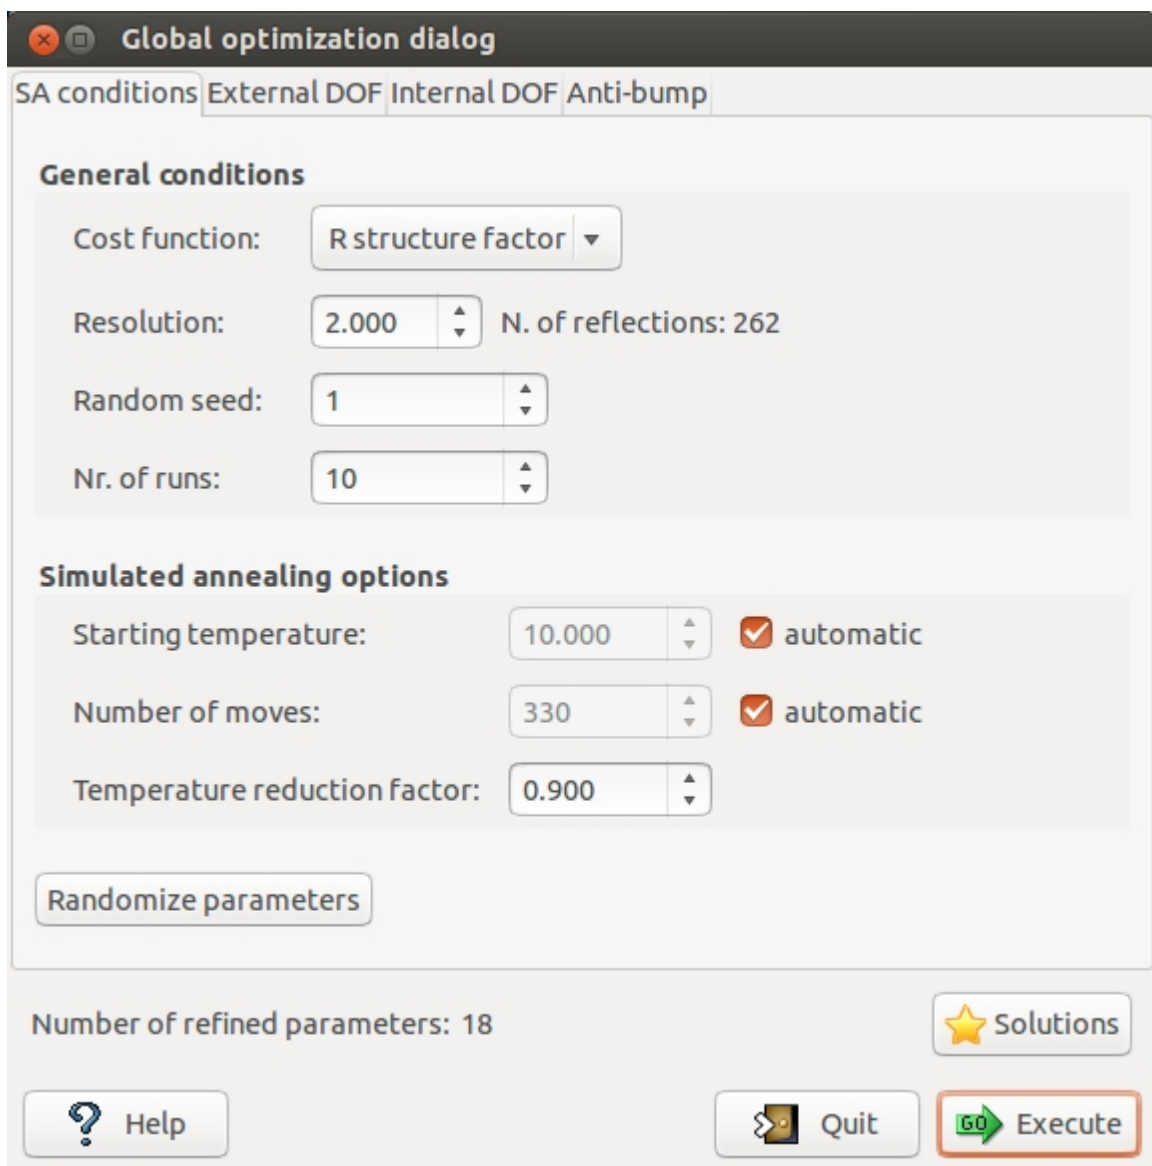 Global optimization dialog
SA conditions External DOF Internal DOF Anti-bump
General conditions
Cost function: R structure factor
Resolution: 2.000 N. of reflections: 262
Random seed: 1
Nr. of runs: 10
Simulated annealing options
Starting temperature: 10.000 automatic
Number of moves: 330 automatic
Temperature reduction factor: 0.900
Randomize parameters
Number of refined parameters: 18 Solutions
? Help Quit GO Execute